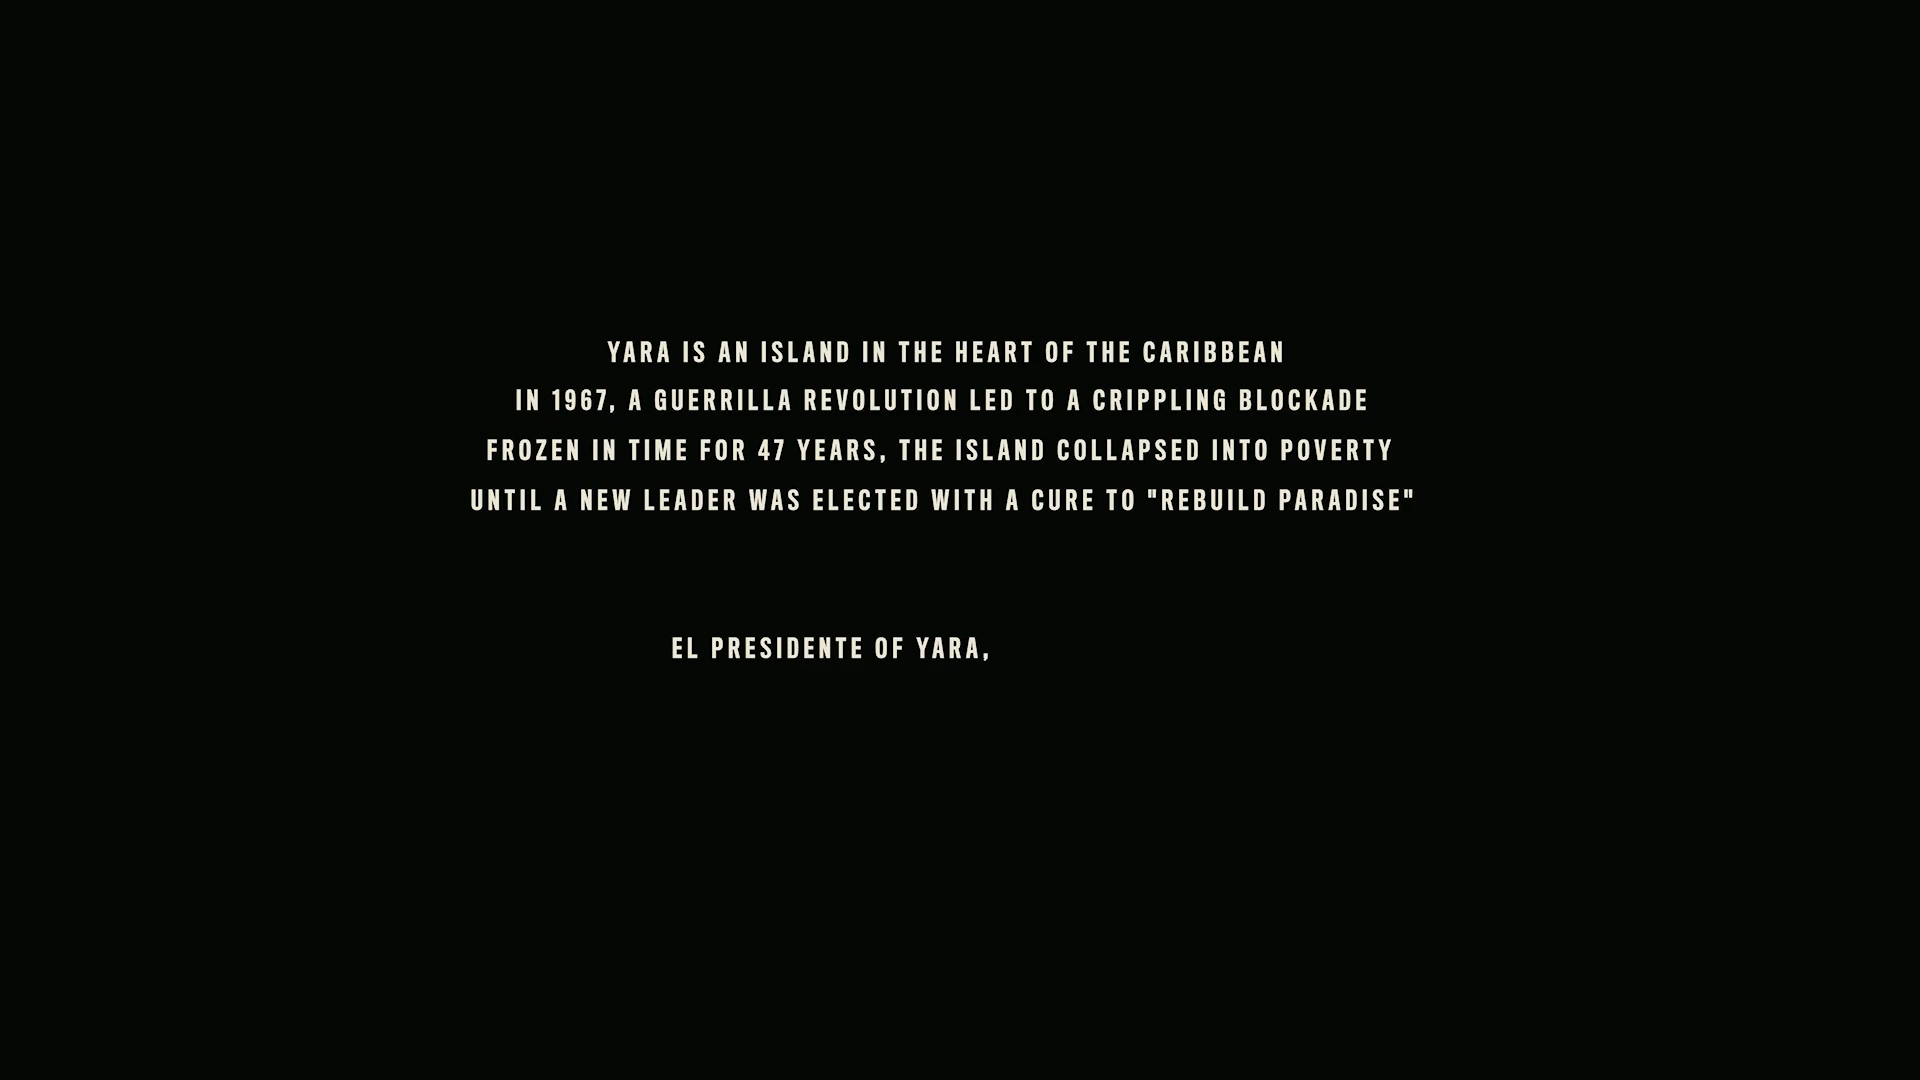 YARA IS AN ISLAND IN THE HEART OF THE CARIBBEAN
IN 1967, A GUERRILLA REVOLUTION LED TO A CRIPPLING BLOCKADE
FROZEN IN TIME FOR 47 YEARS, THE ISLAND COLLAPSED INTO POVERTY
UNTIL A NEW LEADER WAS ELECTED WITH A CURE TO "REBUILD PARADISE"
EL PRESIDENTE OF YARA,